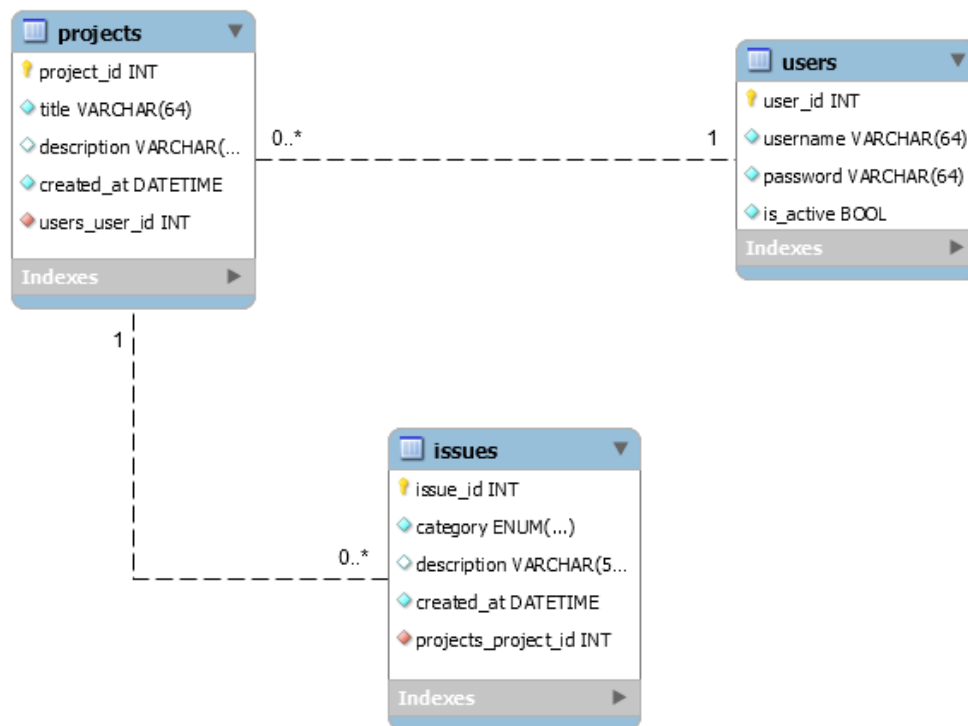 projects
project_id INT
title VARCHAR(64)
description VARCHAR(...
created_at DATETIME
users_user_id INT
Indexes
0..*
1
users
user_id INT
username VARCHAR(64)
password VARCHAR(64)
is_active BOOL
Indexes
1
0..*
issues
issue_id INT
category ENUM(...)
description VARCHAR(5...
created_at DATETIME
projects_project_id INT
Indexes